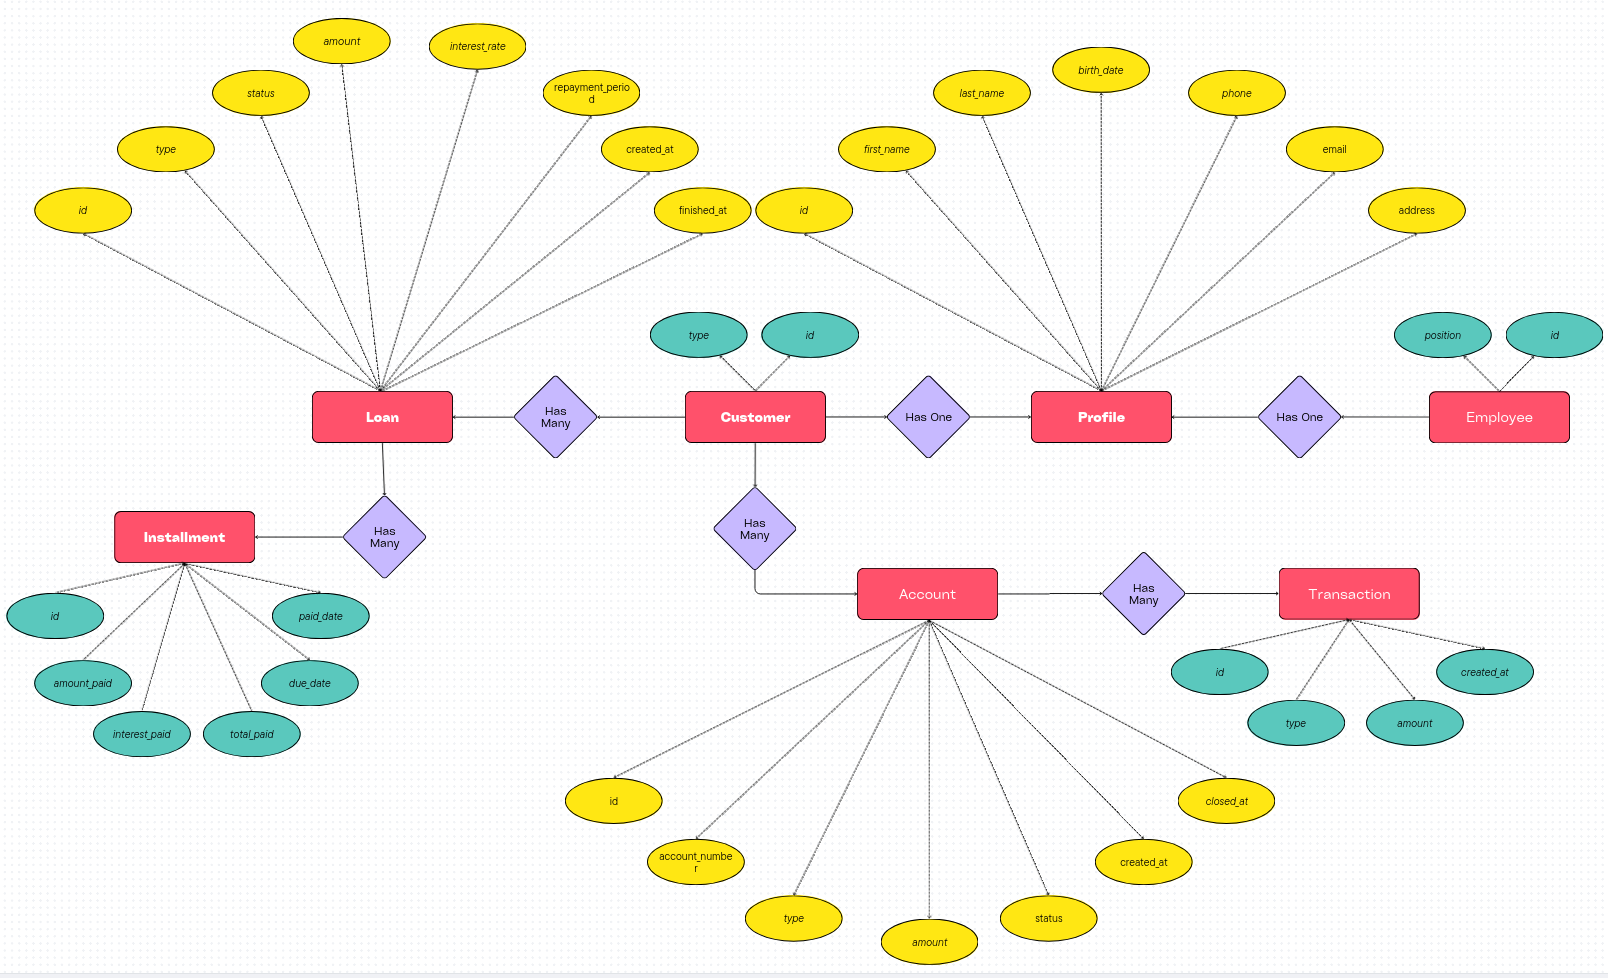 amount
interest_rate
birth_date
status
repayment_perio
d
last_name
phone
type
created_at
first_name
email
id
finished_at
id
address
type
id
position
id
Loan
Has
Many
Customer
Has One
Profile
Has One
Employee
Installment
Has
Many
Has
Many
Account
Has
Many
Transaction
id
paid_date
amount_paid
due_date
interest_paid
total_paid
id
created_at
type
amount
id
closed_at
account_numbe
r
created_at
type
status
amount